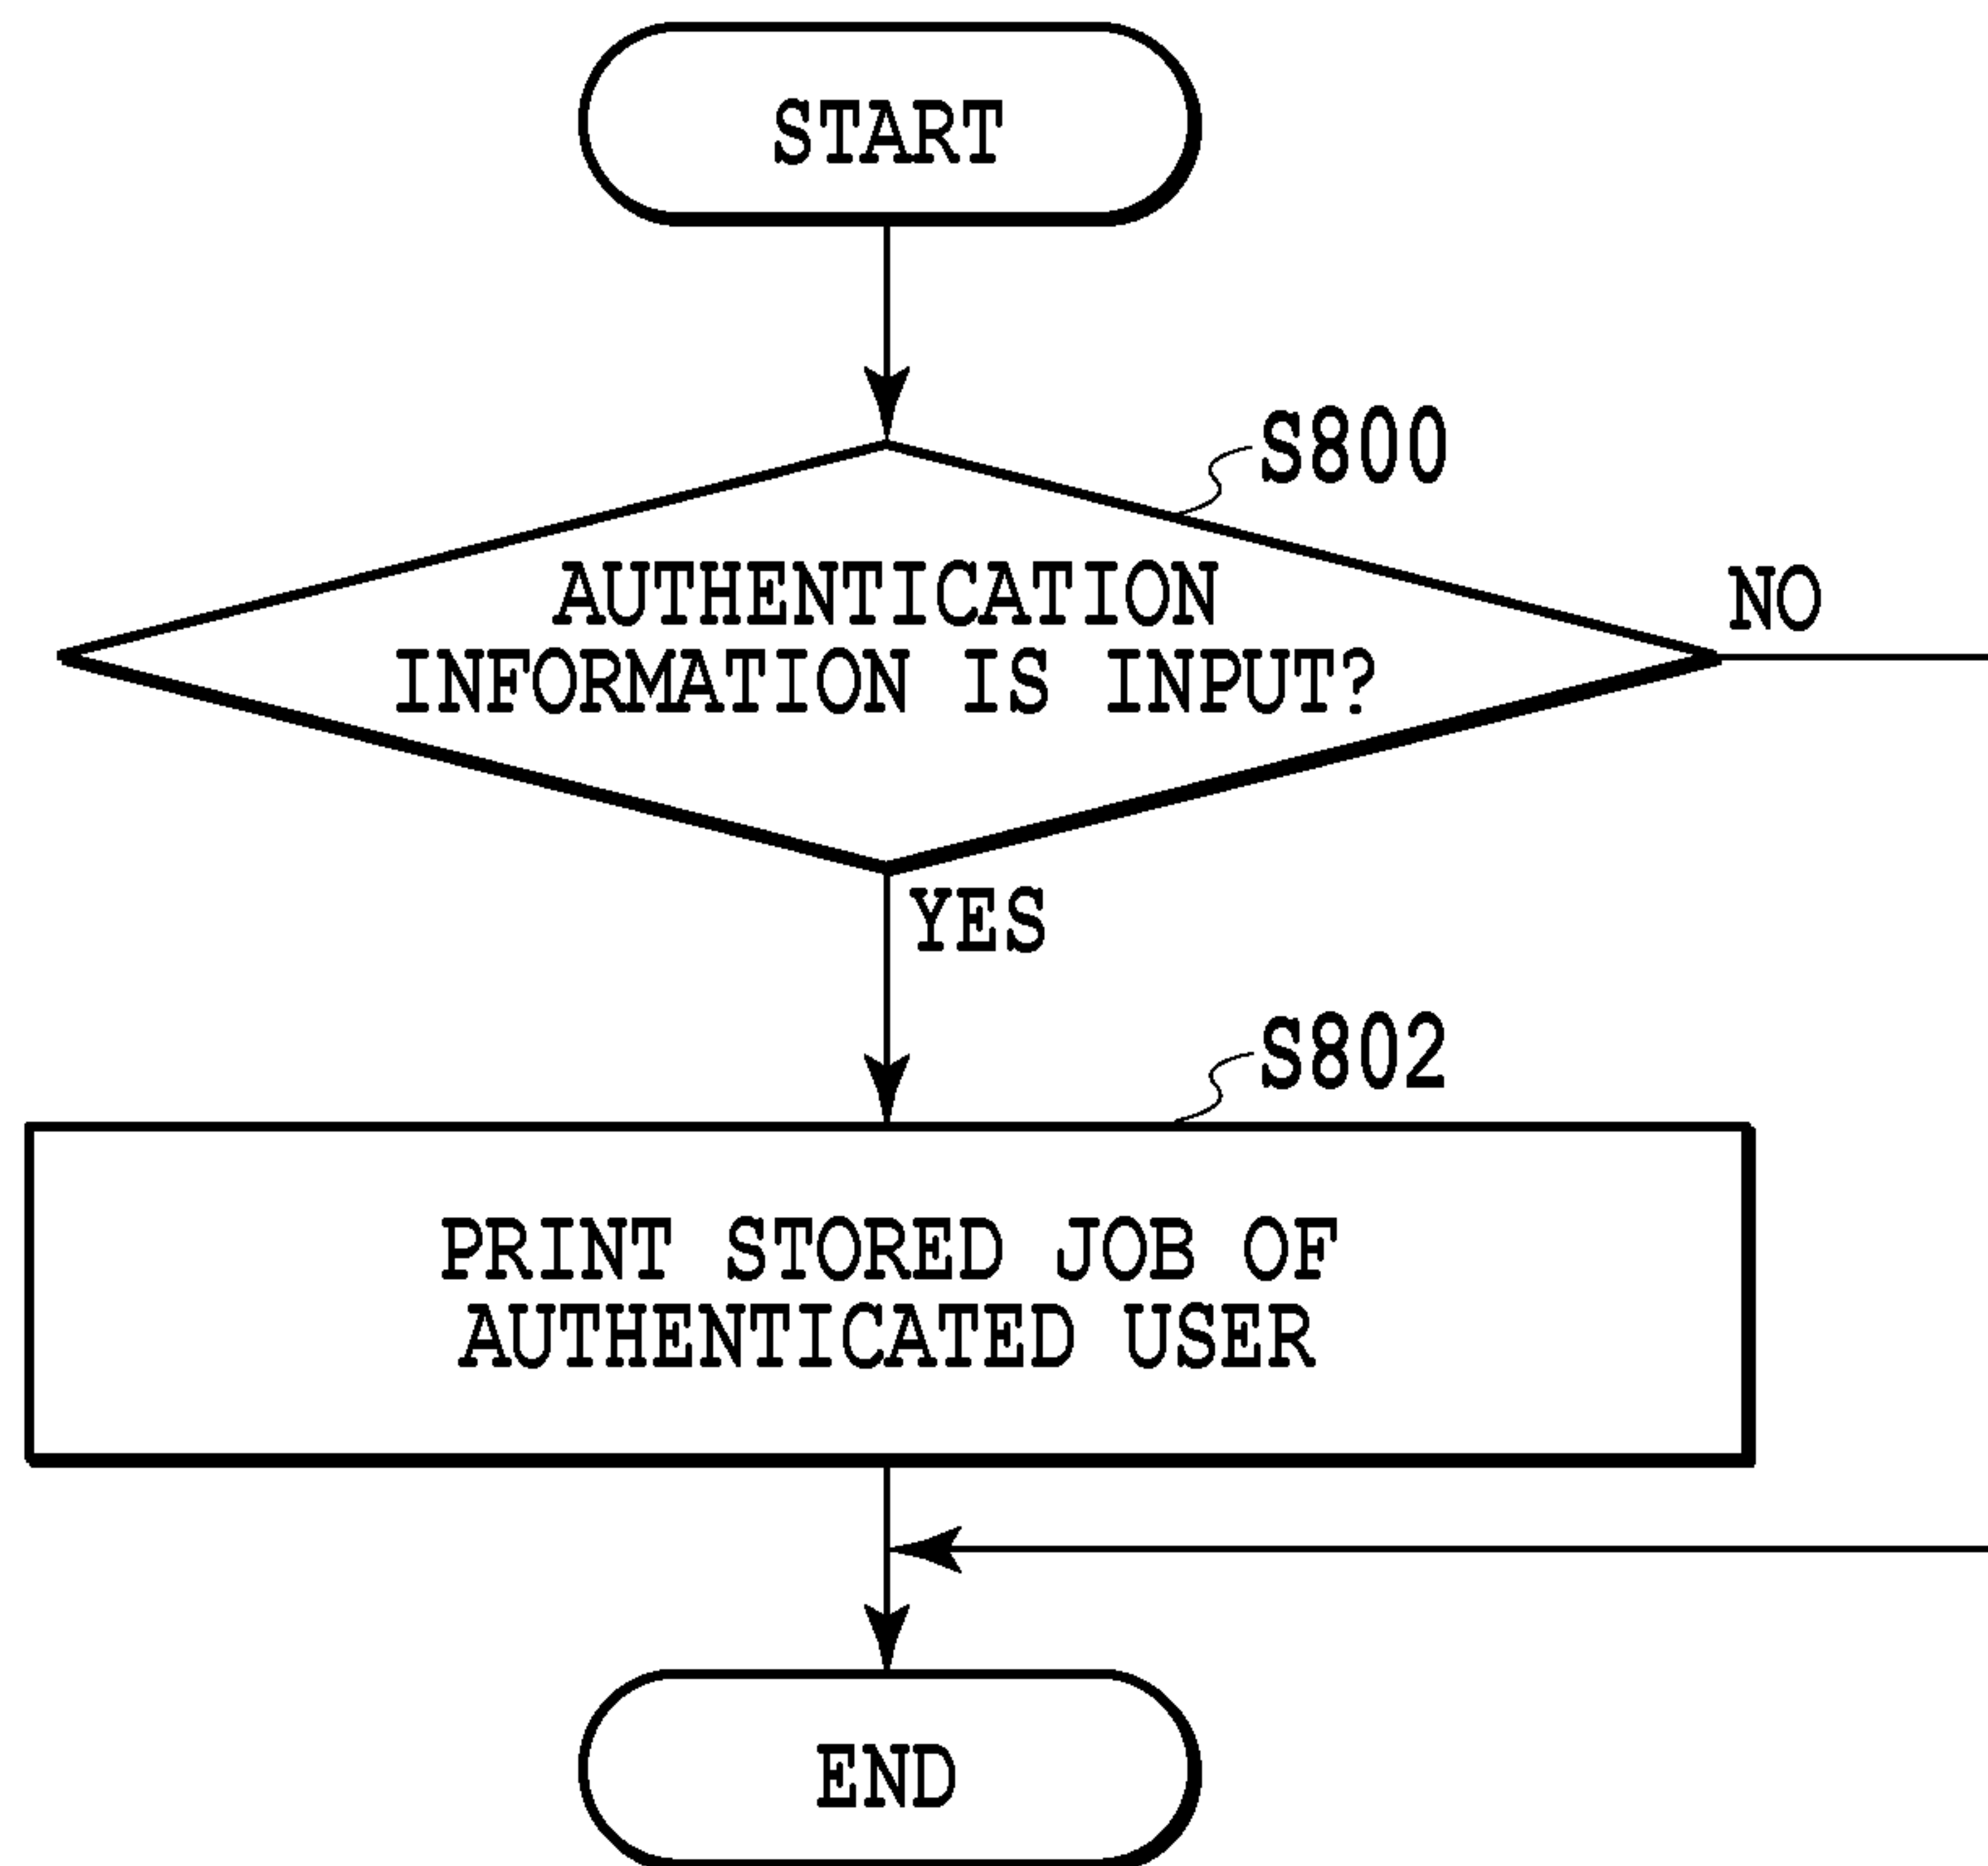 START
S800
AUTHENTICATION
INFORMATION IS INPUT?
NO
YES
S802
PRINT STORED JOB OF
AUTHENTICATED USER
END